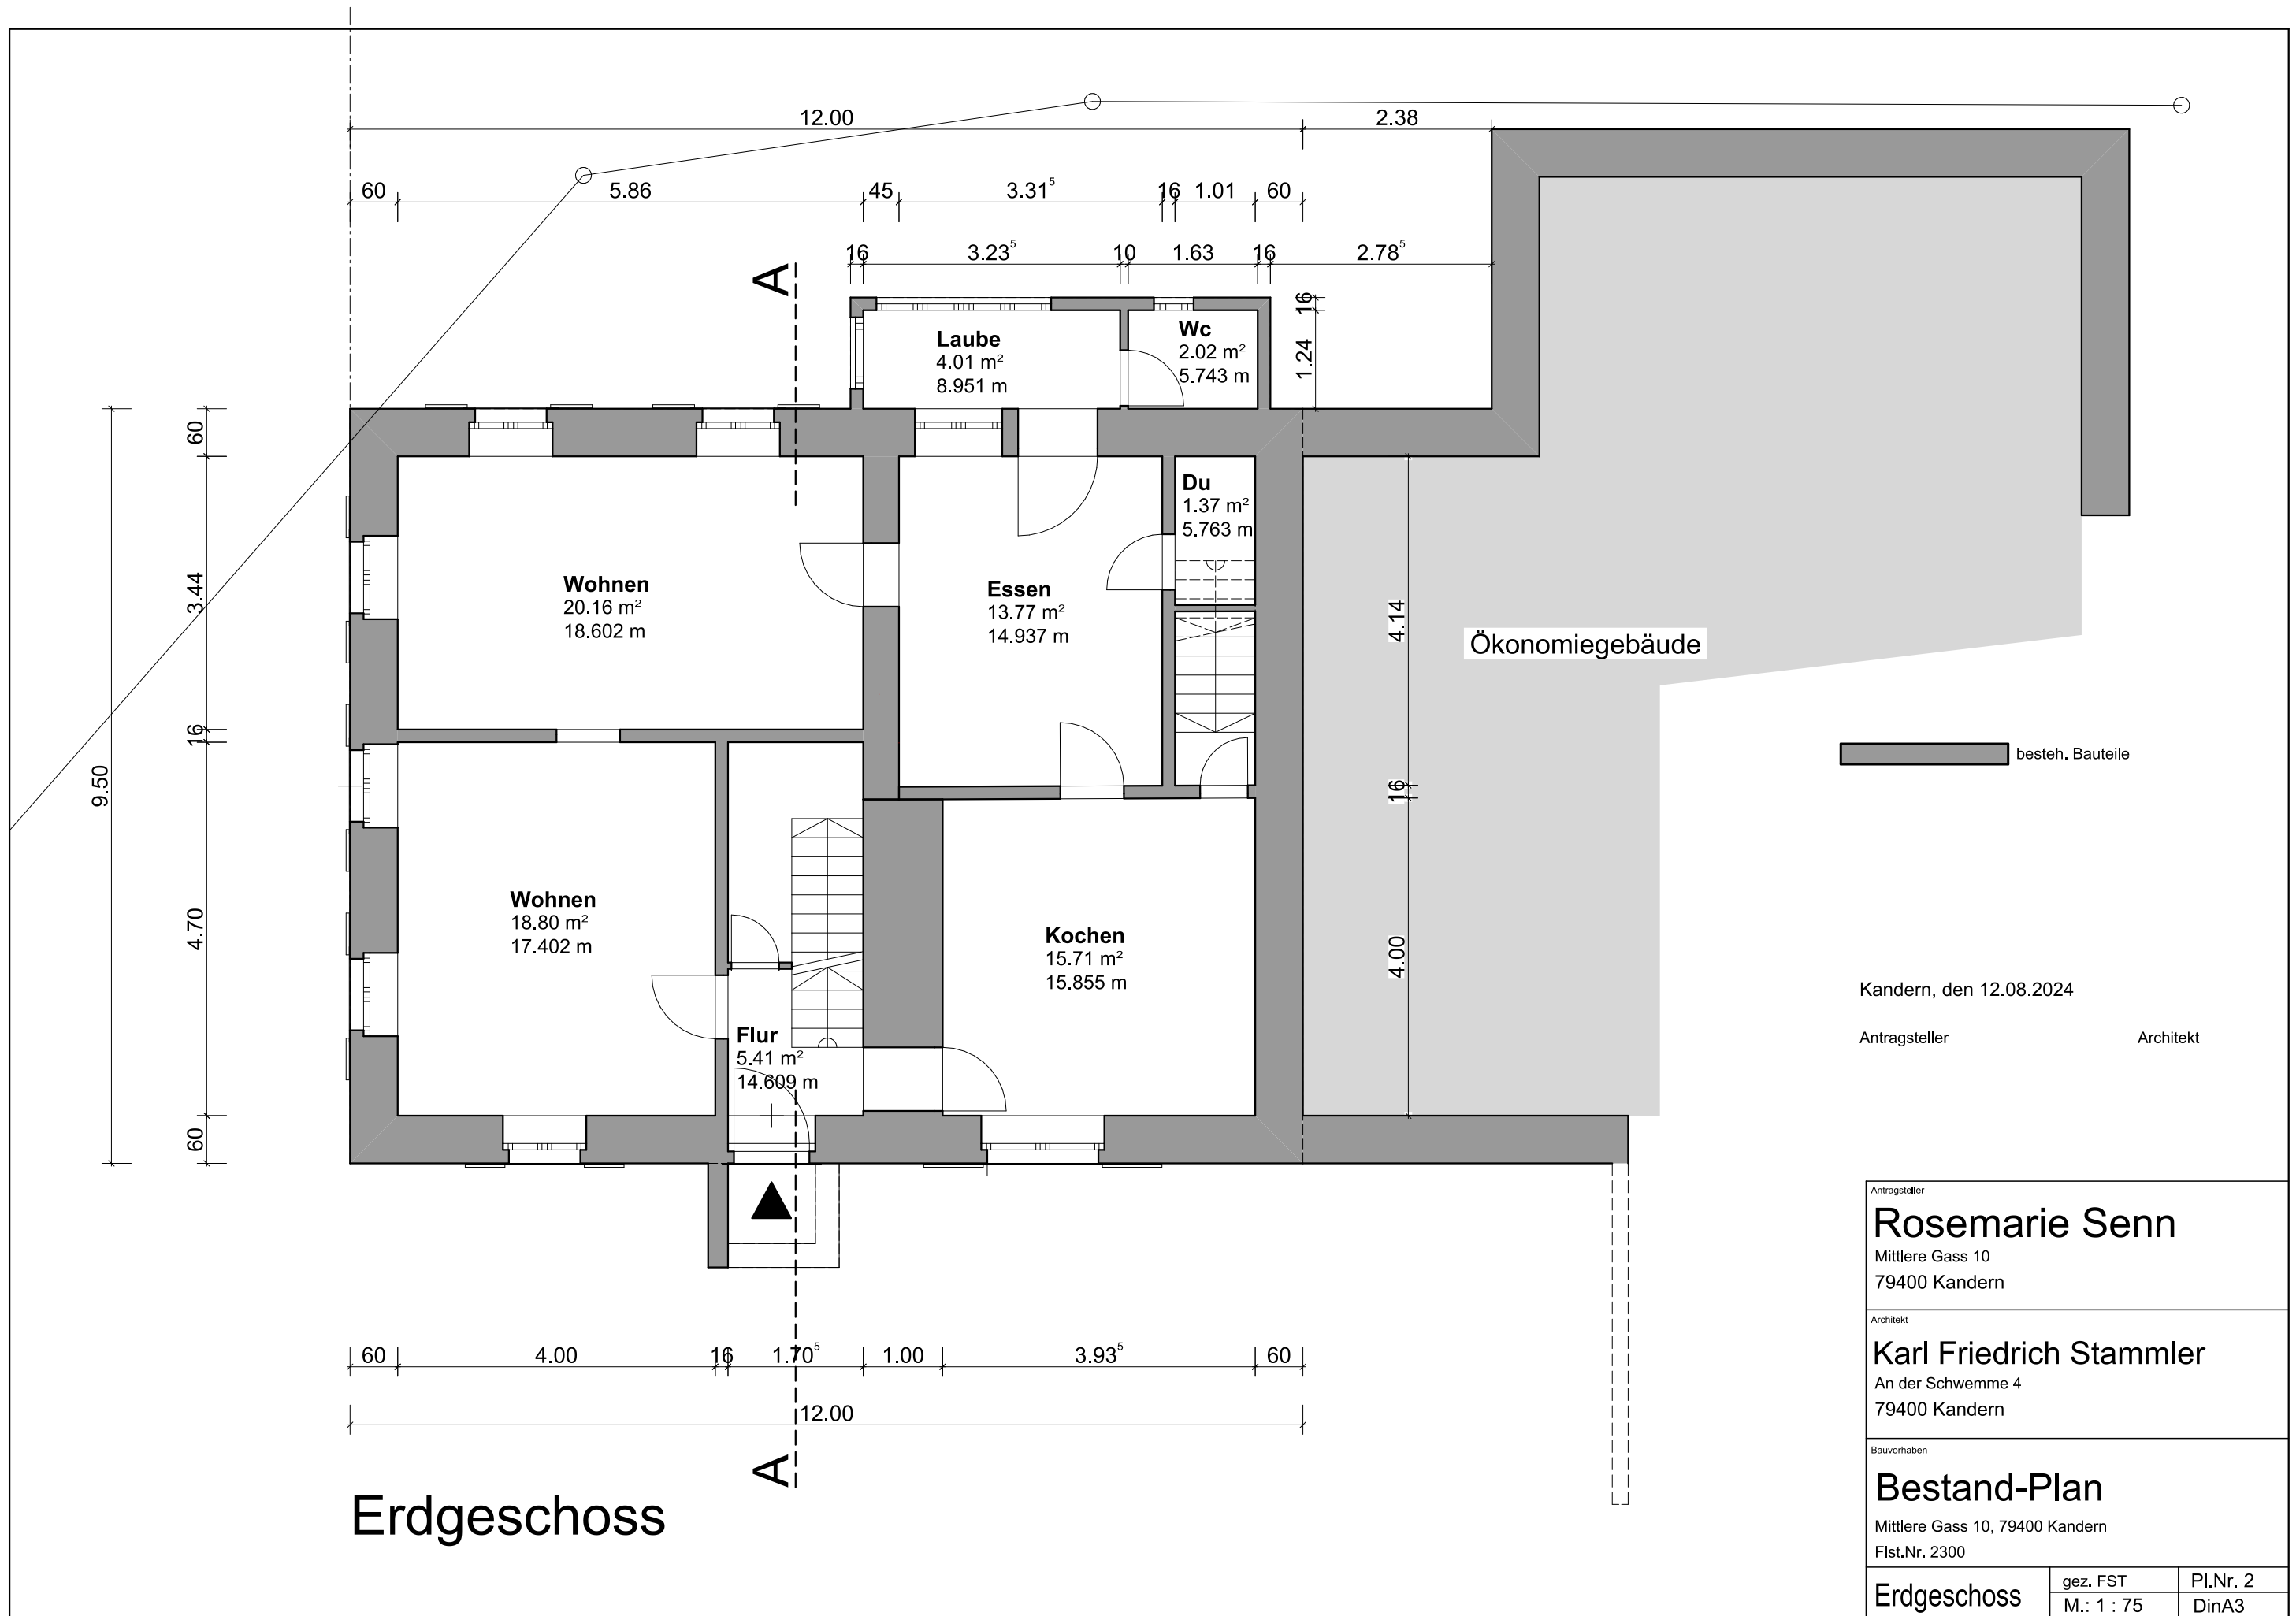 12.00
2.38
60
5.86
45
3.31⁵
16
1.01
60
16
3.23⁵
10
1.63
16
2.78⁵
A
16
1.24
Laube
4.01 m²
8.951 m
Wc
2.02 m²
5.743 m
60
3.44
16
4.70
60
9.50
Du
1.37 m²
5.763 m
Wohnen
20.16 m²
18.602 m
Essen
13.77 m²
14.937 m
4.14
16
4.00
Ökonomiegebäude
besteh. Bauteile
Wohnen
18.80 m²
17.402 m
Kochen
15.71 m²
15.855 m
Flur
5.41 m²
14.609 m
Kandern, den 12.08.2024
Antragsteller Architekt
60
4.00
16
1.70⁵
1.00
3.93⁵
60
12.00
A
Erdgeschoss
Antragsteller
Rosemarie Senn
Mittlere Gass 10
79400 Kandern
Architekt
Karl Friedrich Stammler
An der Schwemme 4
79400 Kandern
Bauvorhaben
Bestand-Plan
Mittlere Gass 10, 79400 Kandern
Flst.Nr. 2300
Erdgeschoss
gez. FST
Pl.Nr. 2
M.: 1 : 75
DinA3